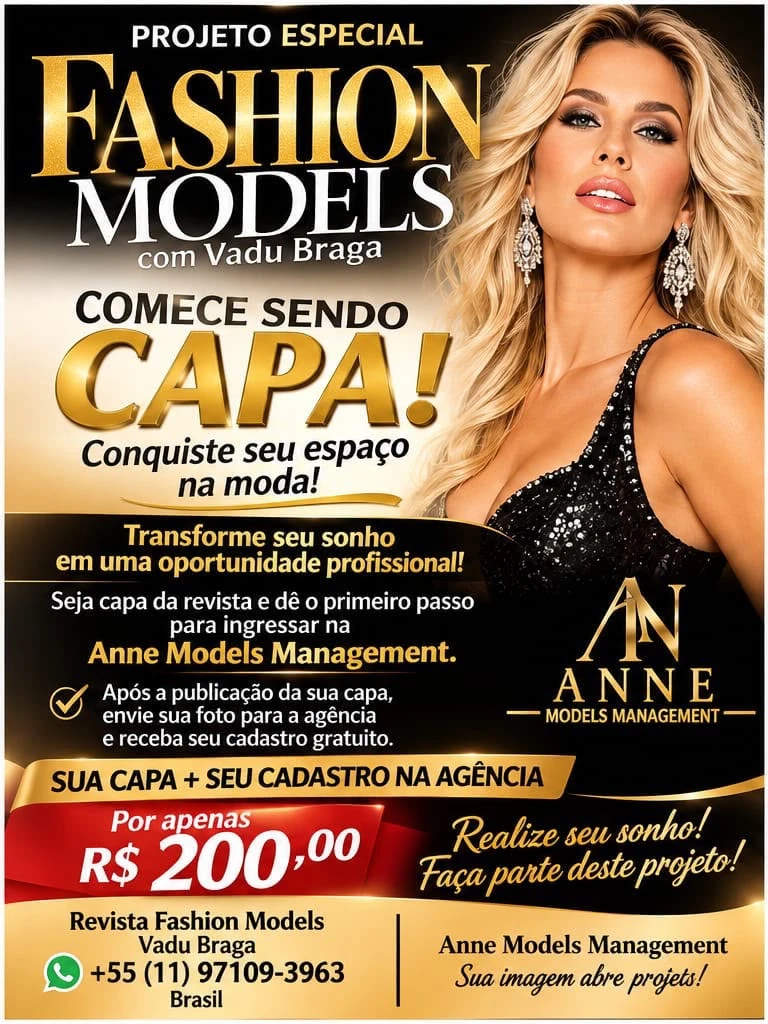 PROJETO ESPECIAL
FASHION
MODELS
com Vadu Braga
COMECE SENDO
CAPA!
Conquiste seu espaço
na moda!
Transforme seu sonho
em uma oportunidade profissional!
Seja capa da revista e dê o primeiro passo
para ingressar na
Anne Models Management.
Após a publicação da sua capa,
envie sua foto para a agência
e receba seu cadastro gratuito.
AN
ANNE
MODELS MANAGEMENT
SUA CAPA + SEU CADASTRO NA AGÊNCIA
Por apenas
R$ 200,00
Realize seu sonho!
Faça parte deste projeto!
Revista Fashion Models
Vadu Braga
+55 (11) 97109-3963
Brasil
Anne Models Management
Sua imagem abre projets!